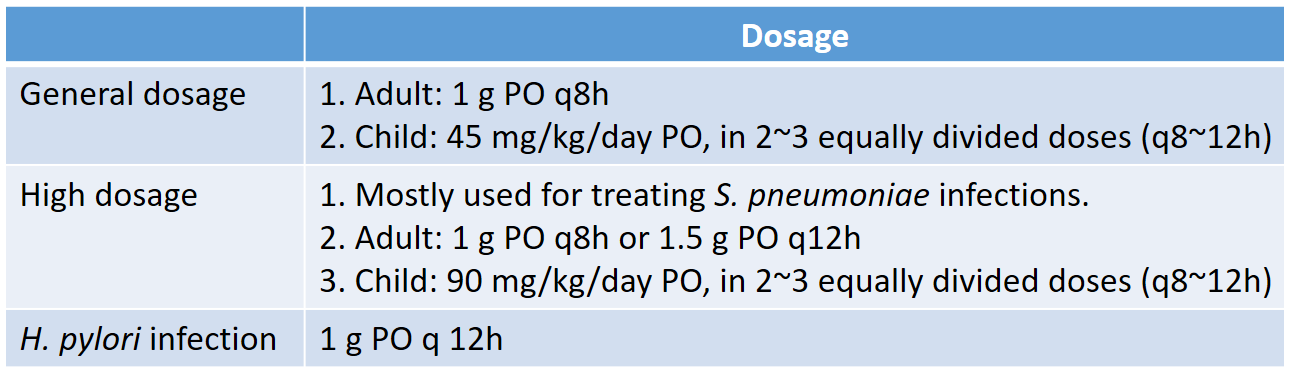 Dosage
General dosage
1. Adult: 1 g PO q8h
2. Child: 45 mg/kg/day PO, in 2~3 equally divided doses (q8~12h)
High dosage
1. Mostly used for treating S. pneumoniae infections.
2. Adult: 1 g PO q8h or 1.5 g PO q12h
3. Child: 90 mg/kg/day PO, in 2~3 equally divided doses (q8~12h)
H. pylori infection
1 g PO q 12h